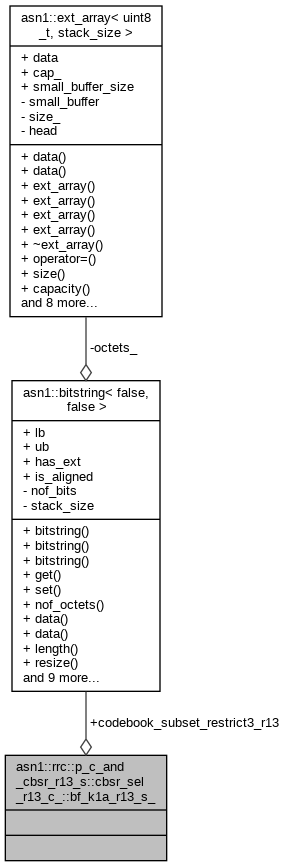 asn1::ext_array< uint8
_t, stack_size >
+ data
+ cap_
+ small_buffer_size
- small_buffer
- size_
- head
+ data()
+ data()
+ ext_array()
+ ext_array()
+ ext_array()
+ ext_array()
+ ~ext_array()
+ operator=()
+ size()
+ capacity()
and 8 more...
-octets_
asn1::bitstring< false,
false >
+ lb
+ ub
+ has_ext
+ is_aligned
- nof_bits
- stack_size
+ bitstring()
+ bitstring()
+ bitstring()
+ get()
+ set()
+ nof_octets()
+ data()
+ data()
+ length()
+ resize()
and 9 more...
+codebook_subset_restrict3_r13
asn1::rrc::p_c_and
_cbsr_r13_s::cbsr_sel
_r13_c_::bf_k1a_r13_s_